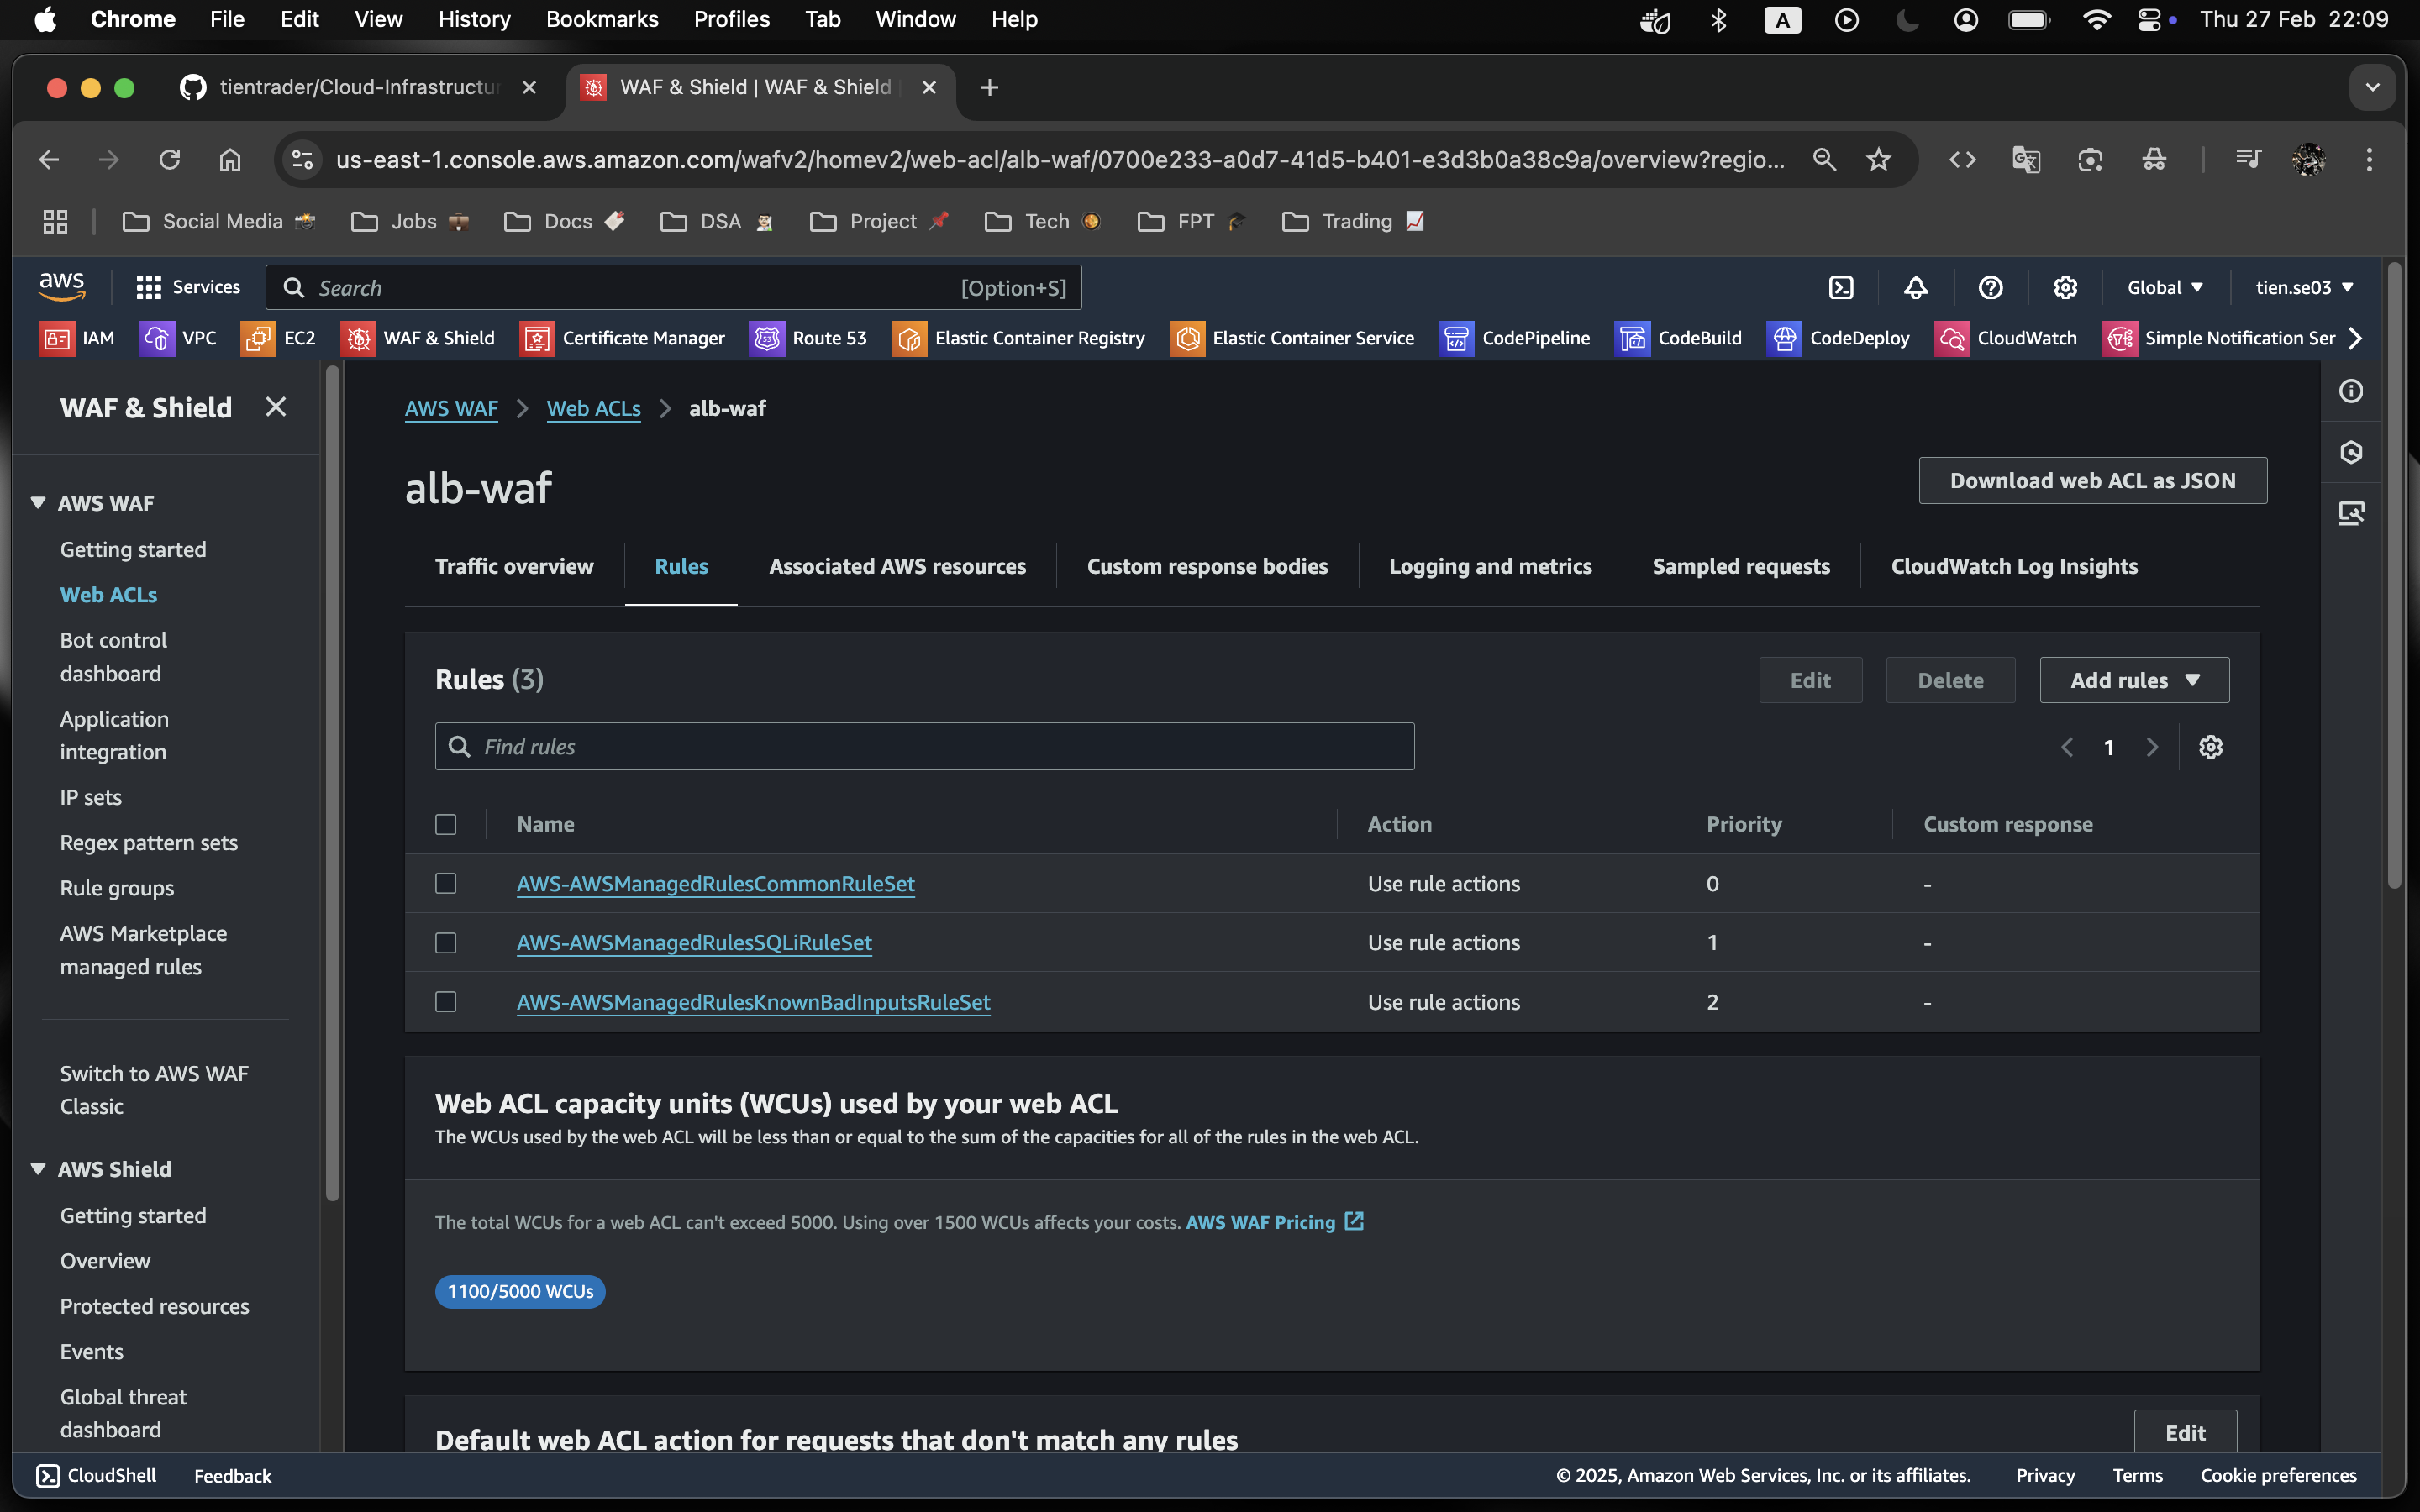 Chrome File Edit View History Bookmarks Profiles Tab Window Help A Thu 27 Feb 22:09
tientrader/Cloud-Infrastructur WAF & Shield | WAF & Shield
us-east-1.console.aws.amazon.com/wafv2/homev2/web-acl/alb-waf/0700e233-a0d7-41d5-b401-e3d3b0a38c9a/overview?regio...
Social Media Jobs Docs DSA Project Tech FPT Trading
aws Services Search [Option+S] Global tien.se03
IAM VPC EC2 WAF & Shield Certificate Manager Route 53 Elastic Container Registry Elastic Container Service CodePipeline CodeBuild CodeDeploy CloudWatch Simple Notification Ser
WAF & Shield
AWS WAF
Getting started
Web ACLs
Bot control
dashboard
Application
integration
IP sets
Regex pattern sets
Rule groups
AWS Marketplace
managed rules
Switch to AWS WAF
Classic
AWS Shield
Getting started
Overview
Protected resources
Events
Global threat
dashboard
AWS WAF Web ACLs alb-waf
alb-waf
Download web ACL as JSON
Traffic overview Rules Associated AWS resources Custom response bodies Logging and metrics Sampled requests CloudWatch Log Insights
Rules (3)
Edit Delete Add rules
Find rules
1
Name Action Priority Custom response
AWS-AWSManagedRulesCommonRuleSet Use rule actions 0 -
AWS-AWSManagedRulesSQLiRuleSet Use rule actions 1 -
AWS-AWSManagedRulesKnownBadInputsRuleSet Use rule actions 2 -
Web ACL capacity units (WCUs) used by your web ACL
The WCUs used by the web ACL will be less than or equal to the sum of the capacities for all of the rules in the web ACL.
The total WCUs for a web ACL can't exceed 5000. Using over 1500 WCUs affects your costs. AWS WAF Pricing
1100/5000 WCUs
Default web ACL action for requests that don't match any rules
Edit
CloudShell Feedback © 2025, Amazon Web Services, Inc. or its affiliates. Privacy Terms Cookie preferences